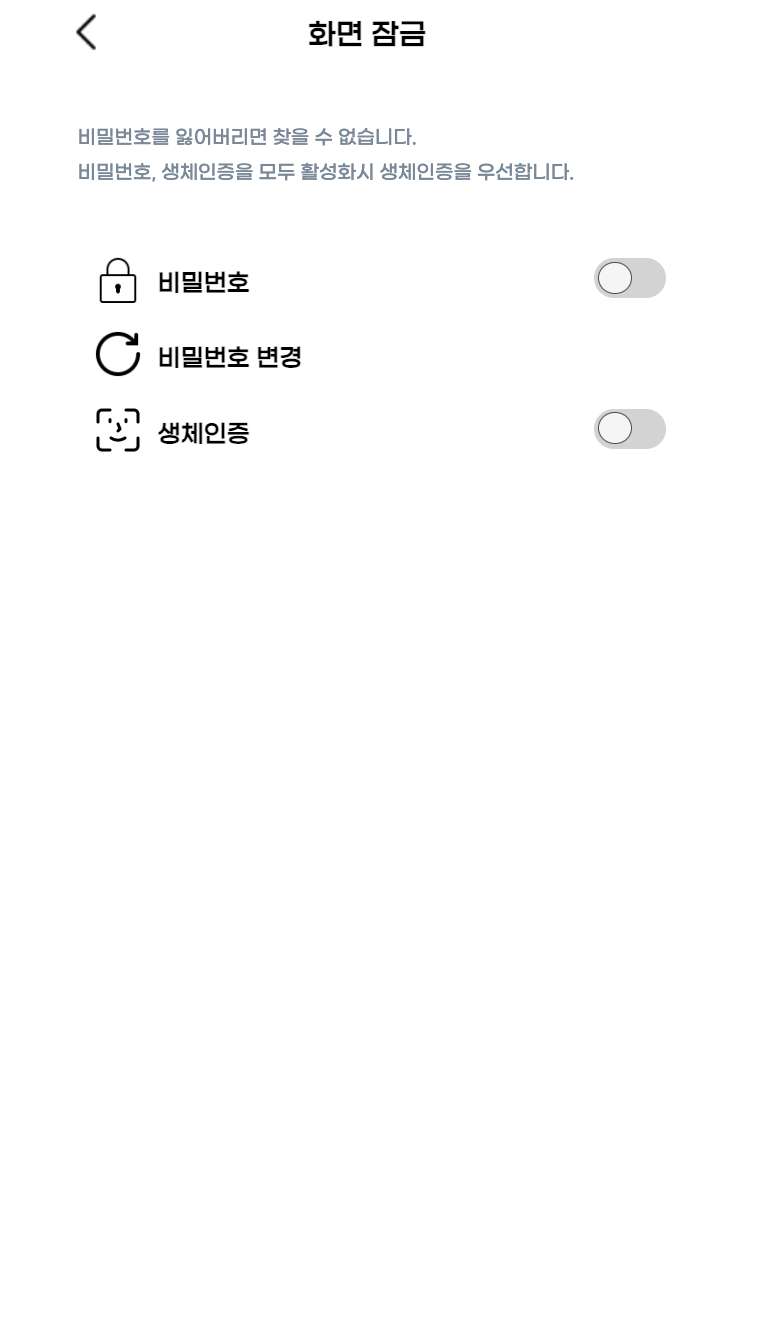 화면 잠금
비밀번호를 잃어버리면 찾을 수 없습니다.
비밀번호, 생체인증을 모두 활성화시 생체인증을 우선합니다.
비밀번호
비밀번호 변경
생체인증